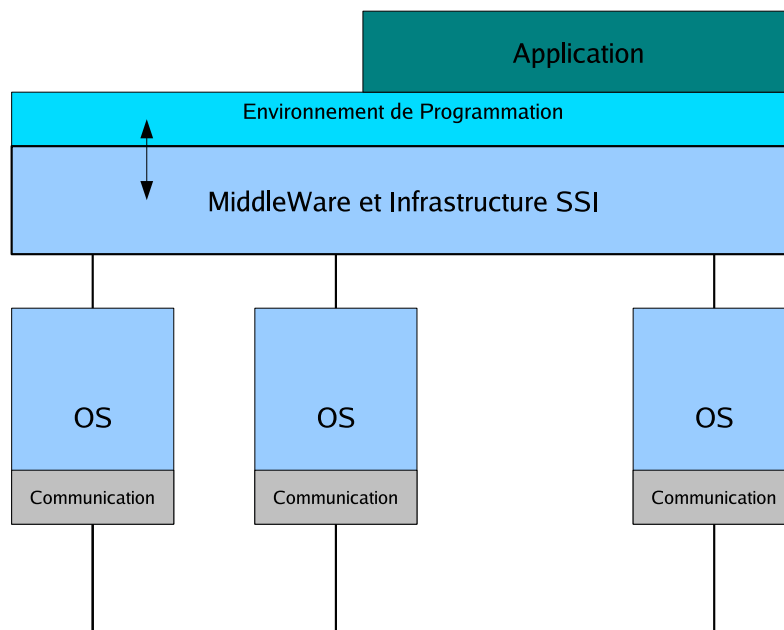 Application
Environnement de Programmation
MiddleWare et Infrastructure SSI
OS
OS
OS
Communication
Communication
Communication